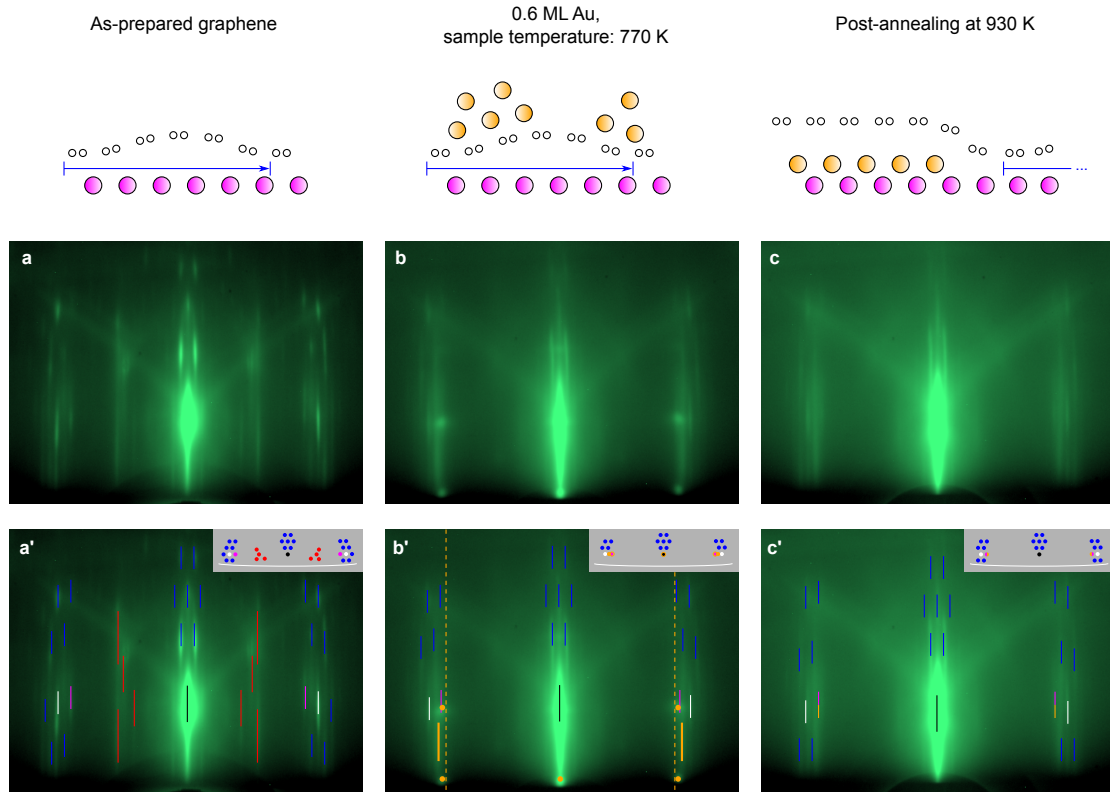 As-prepared graphene
0.6 ML Au,
sample temperature: 770 K
Post-annealing at 930 K
...
a
b
c
a'
b'
c'